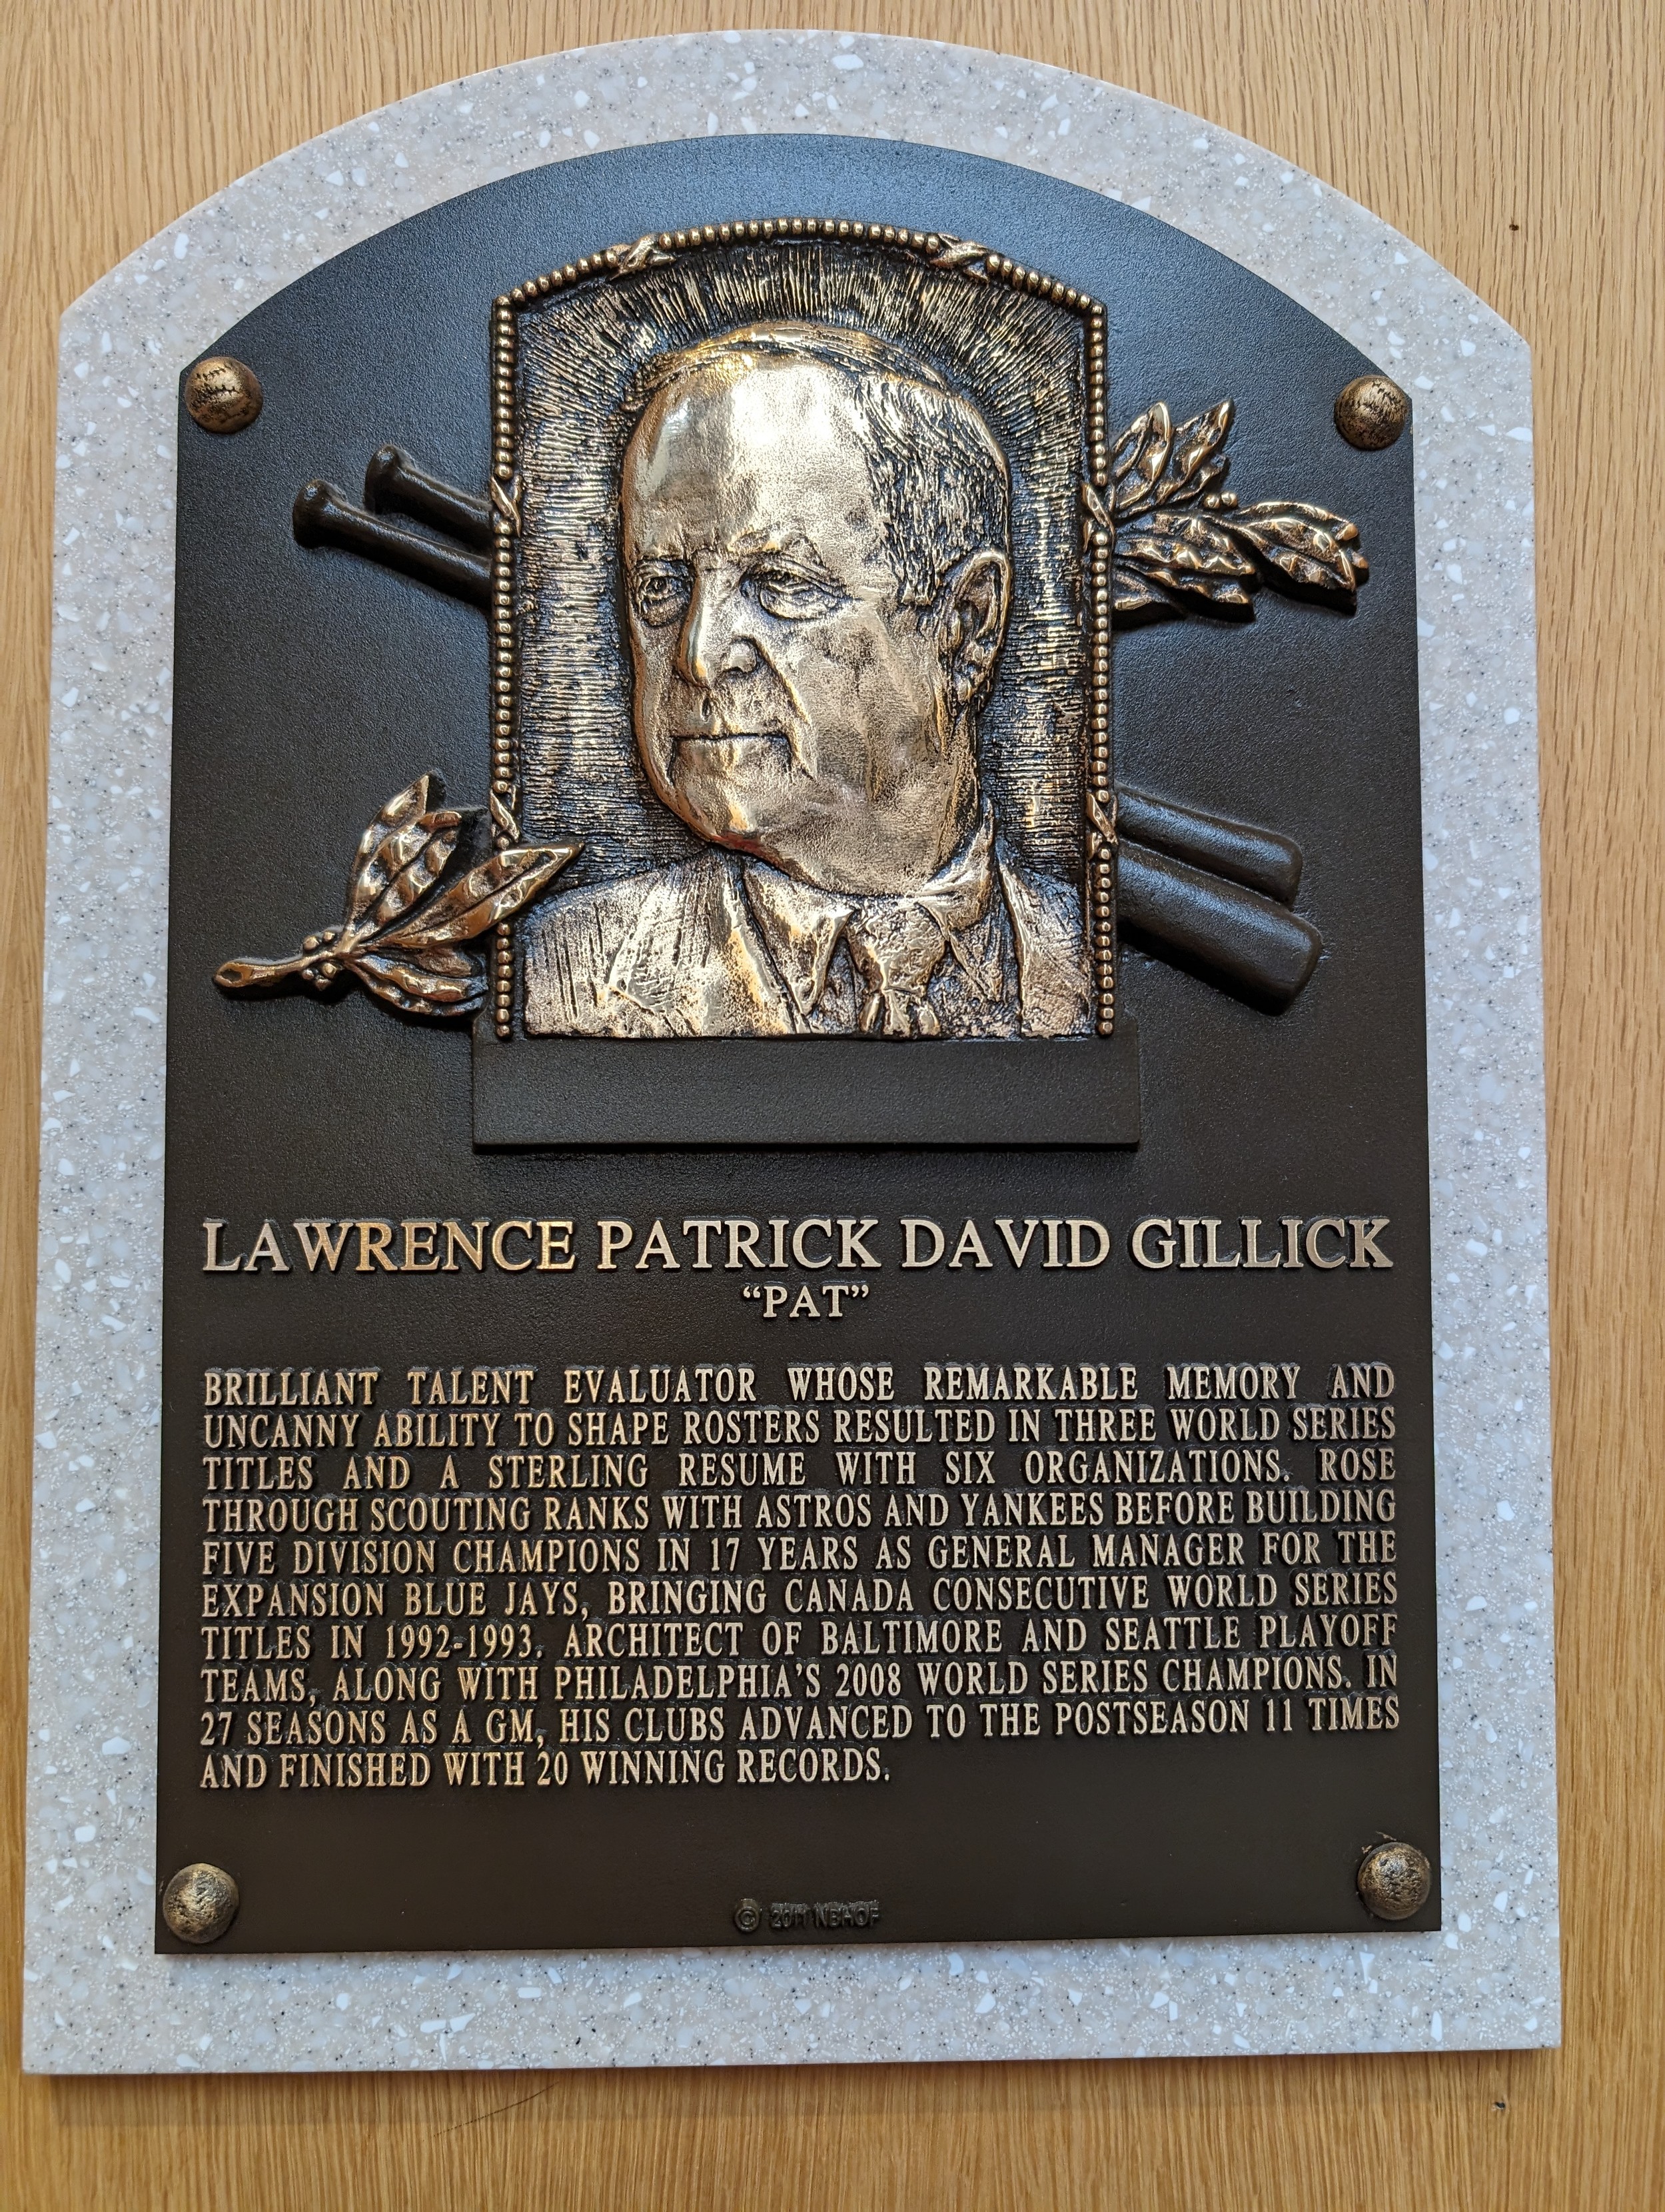 LAWRENCE PATRICK DAVID GILLICK
“PAT”
BRILLIANT TALENT EVALUATOR WHOSE REMARKABLE MEMORY AND
UNCANNY ABILITY TO SHAPE ROSTERS RESULTED IN THREE WORLD SERIES
TITLES AND A STERLING RESUME WITH SIX ORGANIZATIONS. ROSE
THROUGH SCOUTING RANKS WITH ASTROS AND YANKEES BEFORE BUILDING
FIVE DIVISION CHAMPIONS IN 17 YEARS AS GENERAL MANAGER FOR THE
EXPANSION BLUE JAYS, BRINGING CANADA CONSECUTIVE WORLD SERIES
TITLES IN 1992-1993. ARCHITECT OF BALTIMORE AND SEATTLE PLAYOFF
TEAMS, ALONG WITH PHILADELPHIA’S 2008 WORLD SERIES CHAMPIONS. IN
27 SEASONS AS A GM, HIS CLUBS ADVANCED TO THE POSTSEASON 11 TIMES
AND FINISHED WITH 20 WINNING RECORDS.
© 2011 NBHOF